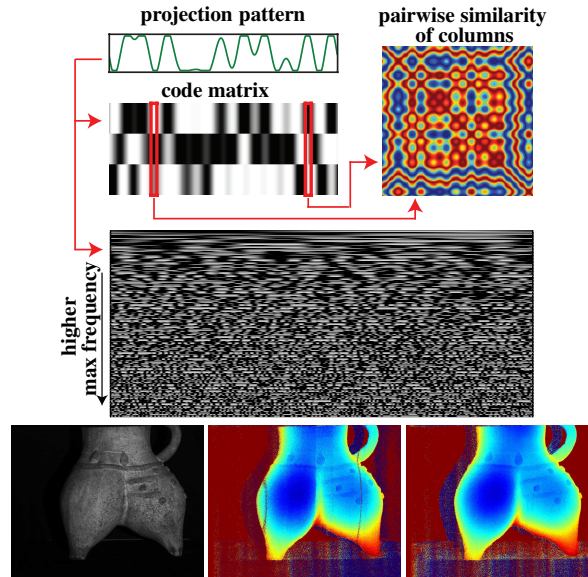 projection pattern
pairwise similarity
of columns
code matrix
higher
max frequency